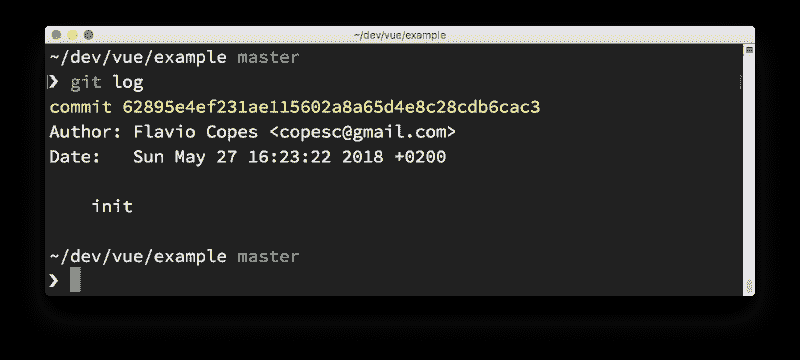 ~/dev/vue/example
~/dev/vue/example master
❯ git log
commit 62895e4ef231ae115602a8a65d4e8c28cdb6cac3
Author: Flavio Copes <copesc@gmail.com>
Date:   Sun May 27 16:23:22 2018 +0200
    init
~/dev/vue/example master
❯